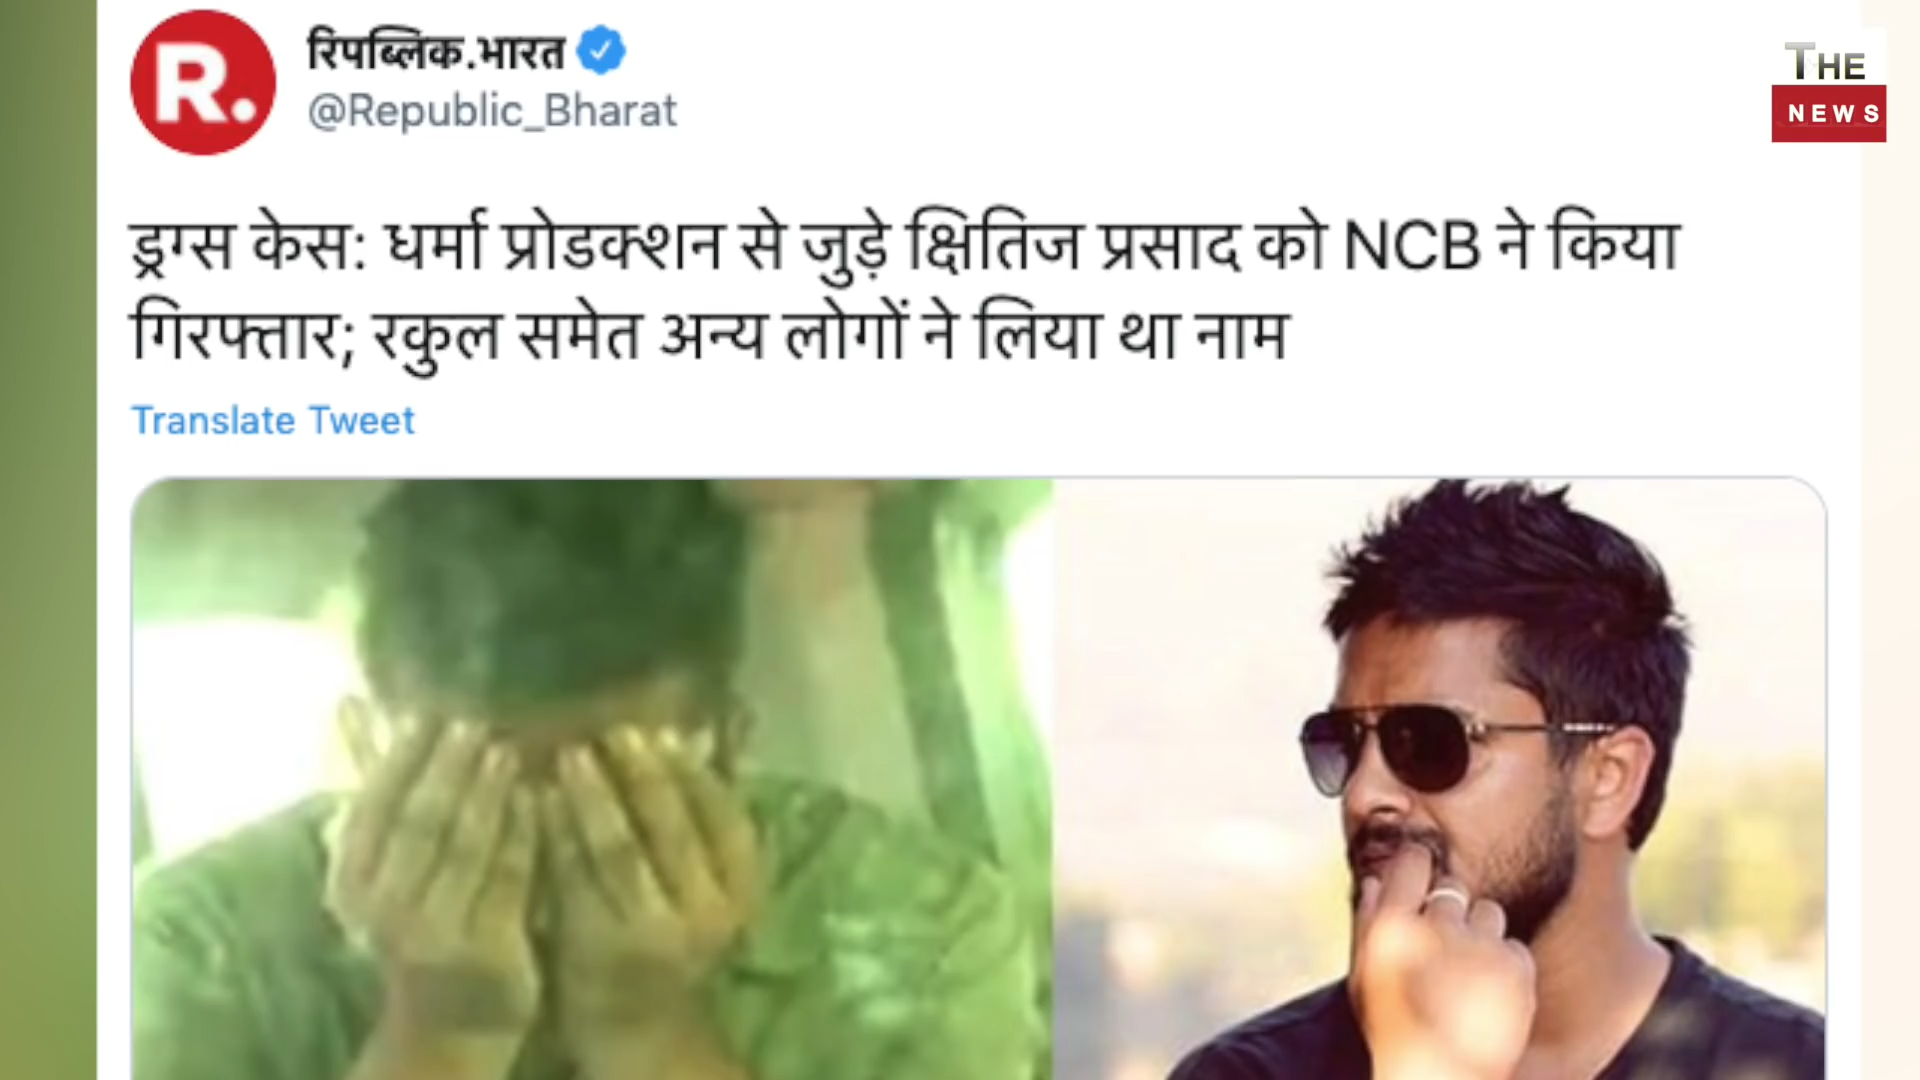 R.
रिपब्लिक.भारत
@Republic_Bharat
THE
NEWS
ड्रग्स केस: धर्मा प्रोडक्शन से जुड़े क्षितिज प्रसाद को NCB ने किया
गिरफ्तार; रकुल समेत अन्य लोगों ने लिया था नाम
Translate Tweet